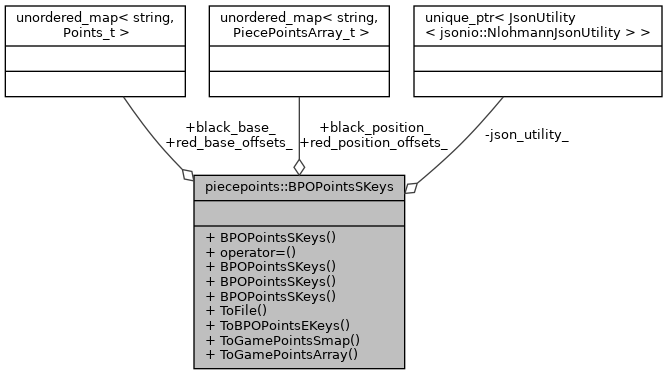 unordered_map< string,
Points_t >
unordered_map< string,
PiecePointsArray_t >
unique_ptr< JsonUtility
< jsonio::NlohmannJsonUtility > >
+black_base_
+red_base_offsets_
+black_position_
+red_position_offsets_
-json_utility_
piecepoints::BPOPointsSKeys
+ BPOPointsSKeys()
+ operator=()
+ BPOPointsSKeys()
+ BPOPointsSKeys()
+ BPOPointsSKeys()
+ ToFile()
+ ToBPOPointsEKeys()
+ ToGamePointsSmap()
+ ToGamePointsArray()